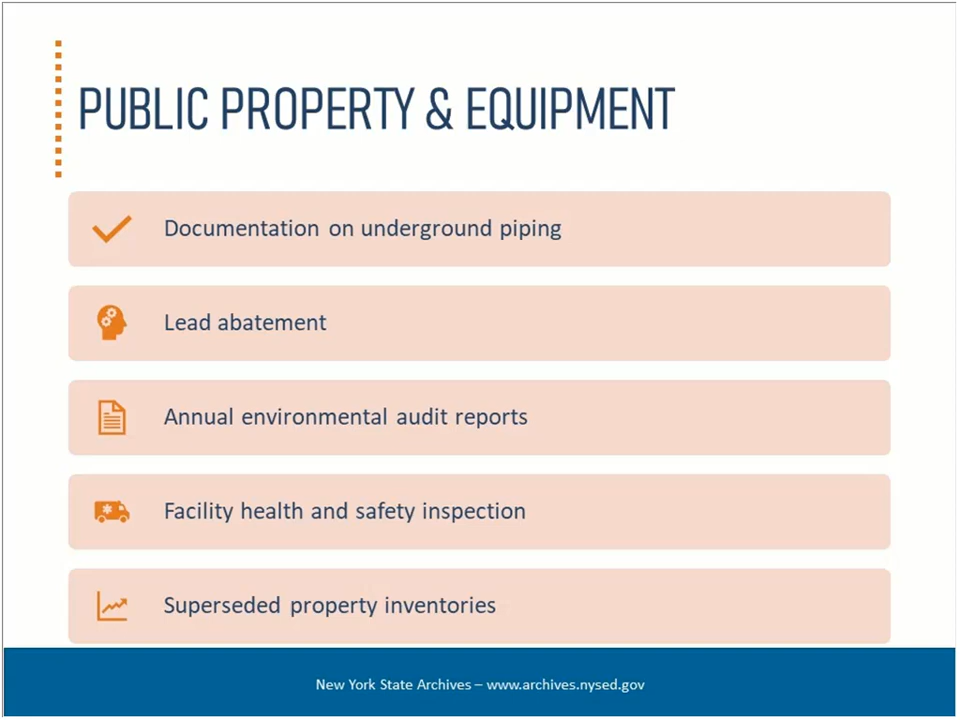 PUBLIC PROPERTY & EQUIPMENT
Documentation on underground piping
Lead abatement
Annual environmental audit reports
Facility health and safety inspection
Superseded property inventories
New York State Archives – www.archives.nysed.gov